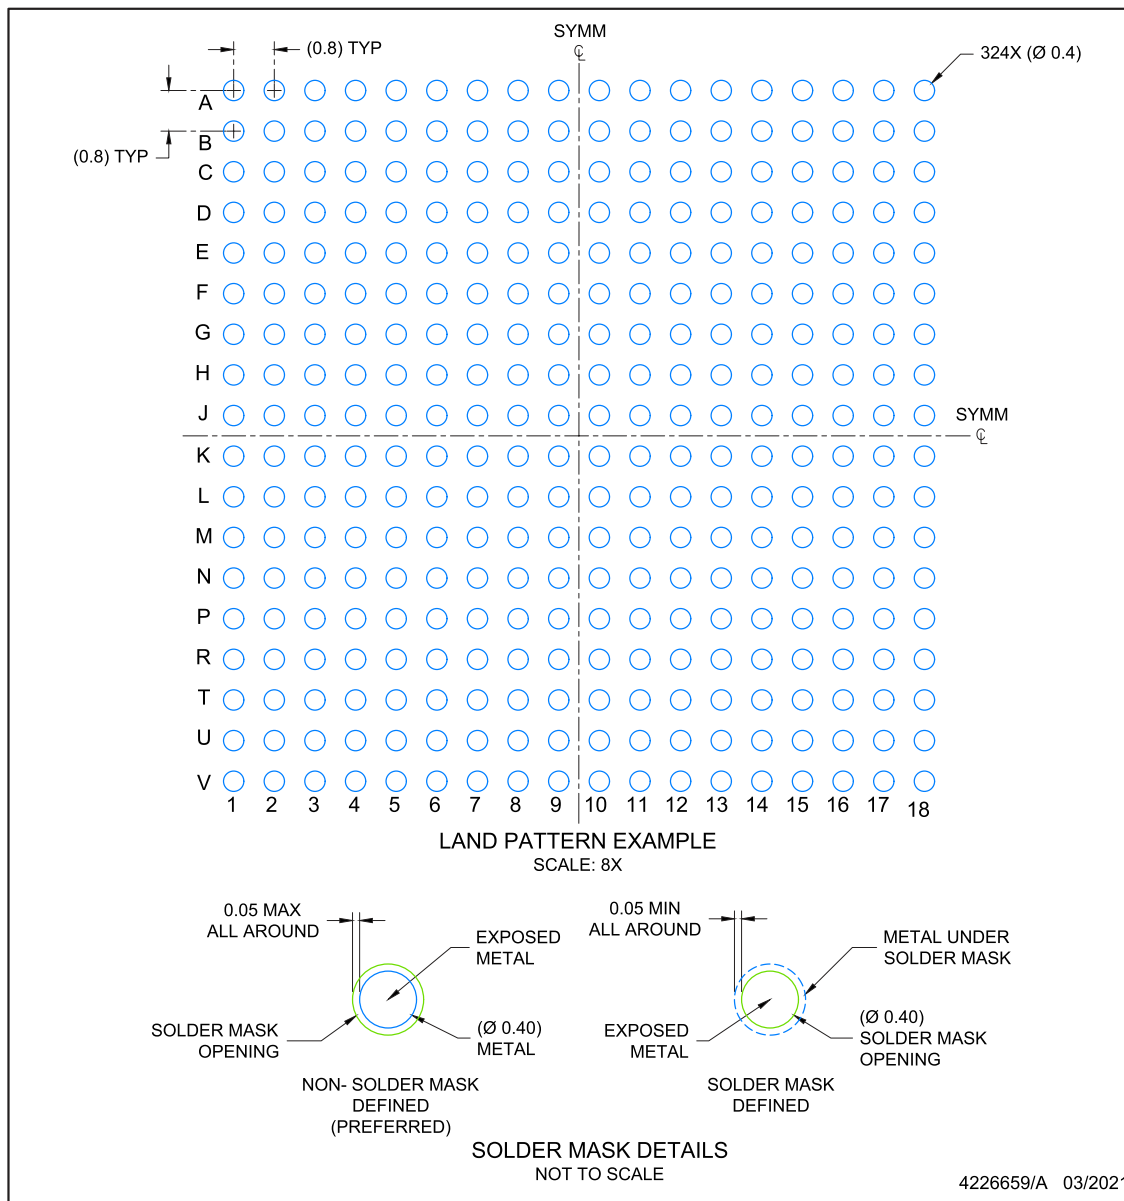 SYMM
℄
(0.8) TYP
324X (Ø 0.4)
A
B
(0.8) TYP
C
D
E
F
G
H
J
SYMM
℄
K
L
M
N
P
R
T
U
V
1 2 3 4 5 6 7 8 9 10 11 12 13 14 15 16 17 18
LAND PATTERN EXAMPLE
SCALE: 8X
0.05 MAX
ALL AROUND
EXPOSED
METAL
SOLDER MASK
OPENING
(Ø 0.40)
METAL
NON- SOLDER MASK
DEFINED
(PREFERRED)
0.05 MIN
ALL AROUND
METAL UNDER
SOLDER MASK
EXPOSED
METAL
(Ø 0.40)
SOLDER MASK
OPENING
SOLDER MASK
DEFINED
SOLDER MASK DETAILS
NOT TO SCALE
4226659/A 03/2021